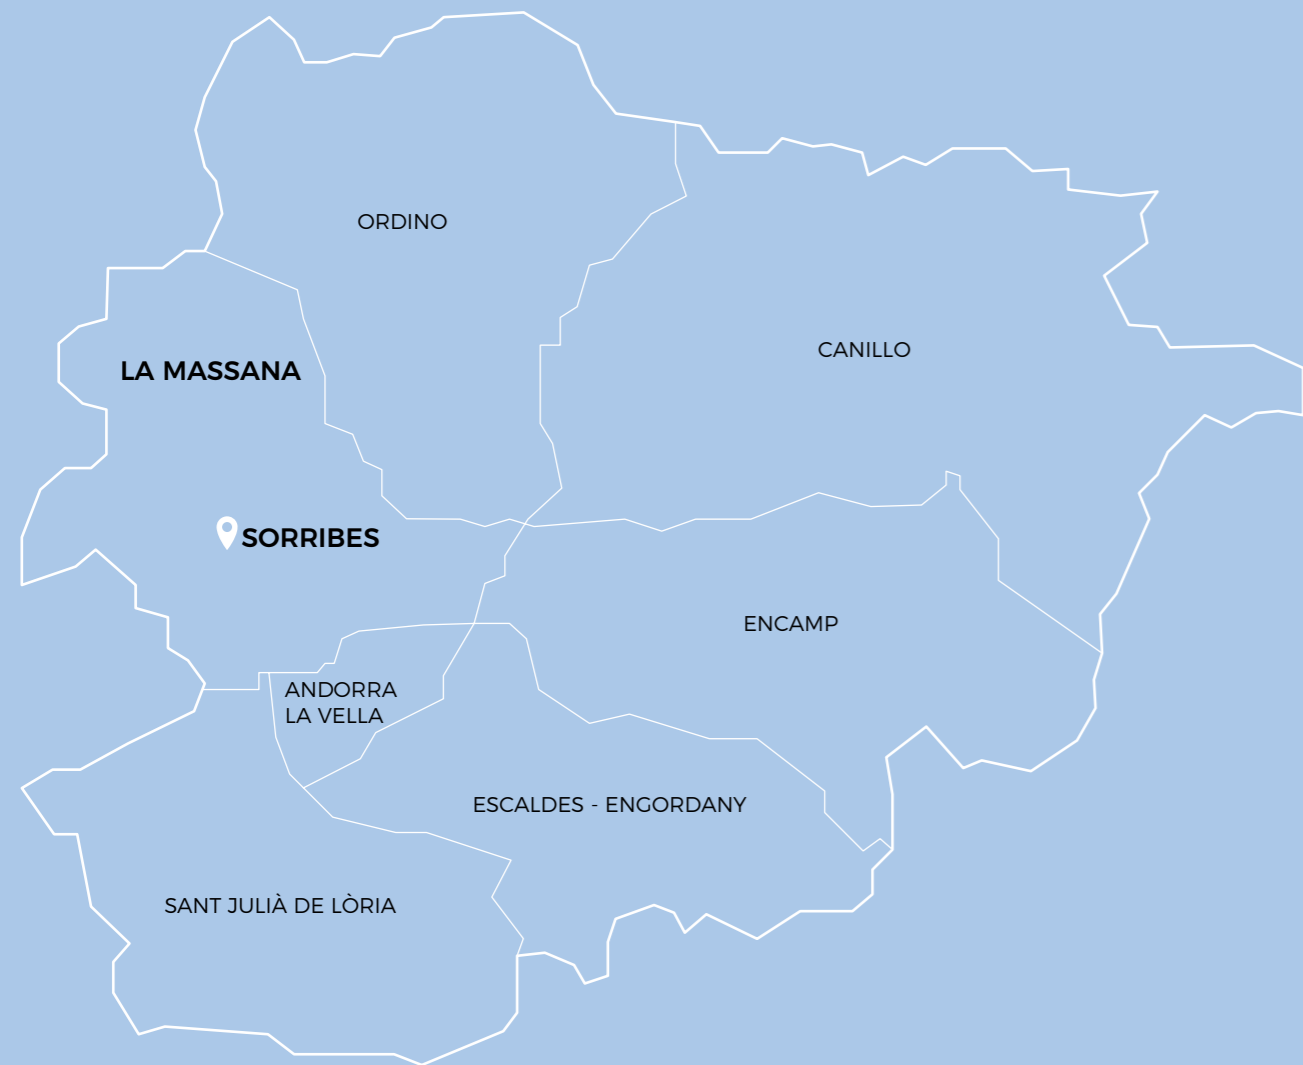 ORDINO
CANILLO
LA MASSANA
SORRIBES
ENCAMP
ANDORRA
LA VELLA
ESCALDES - ENGORDANY
SANT JULIÀ DE LÒRIA